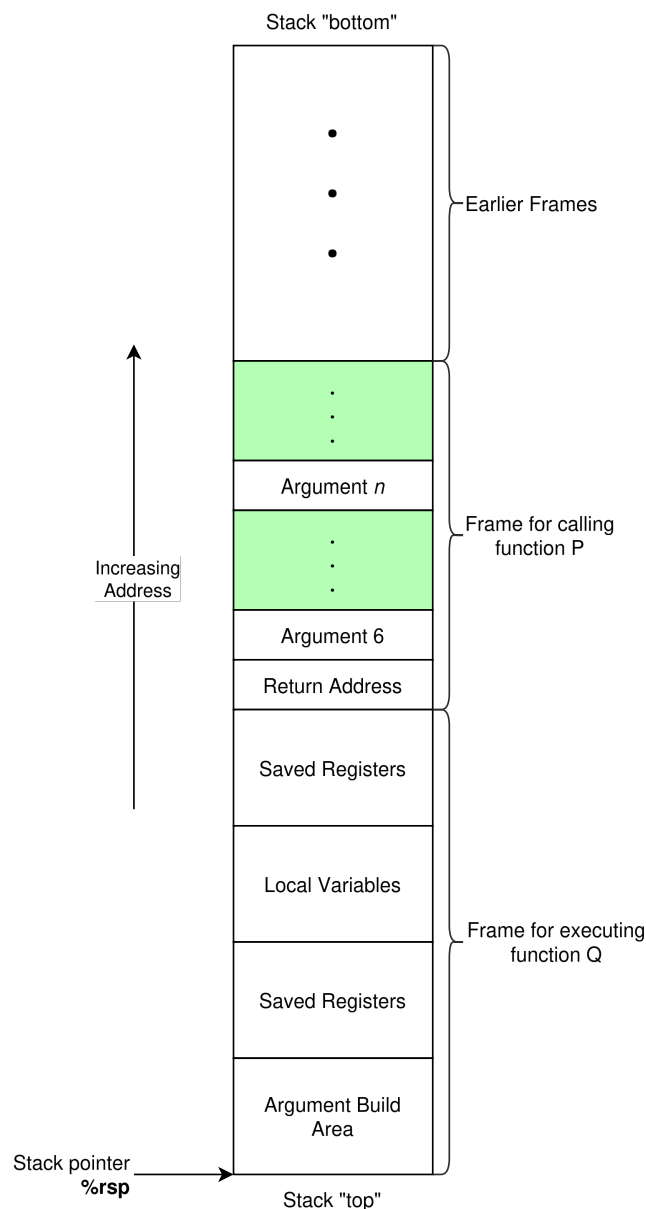 Stack "bottom"
Earlier Frames
Argument n
Frame for calling
function P
Increasing
Address
Argument 6
Return Address
Saved Registers
Local Variables
Frame for executing
function Q
Saved Registers
Argument Build
Area
Stack pointer
%rsp
Stack "top"